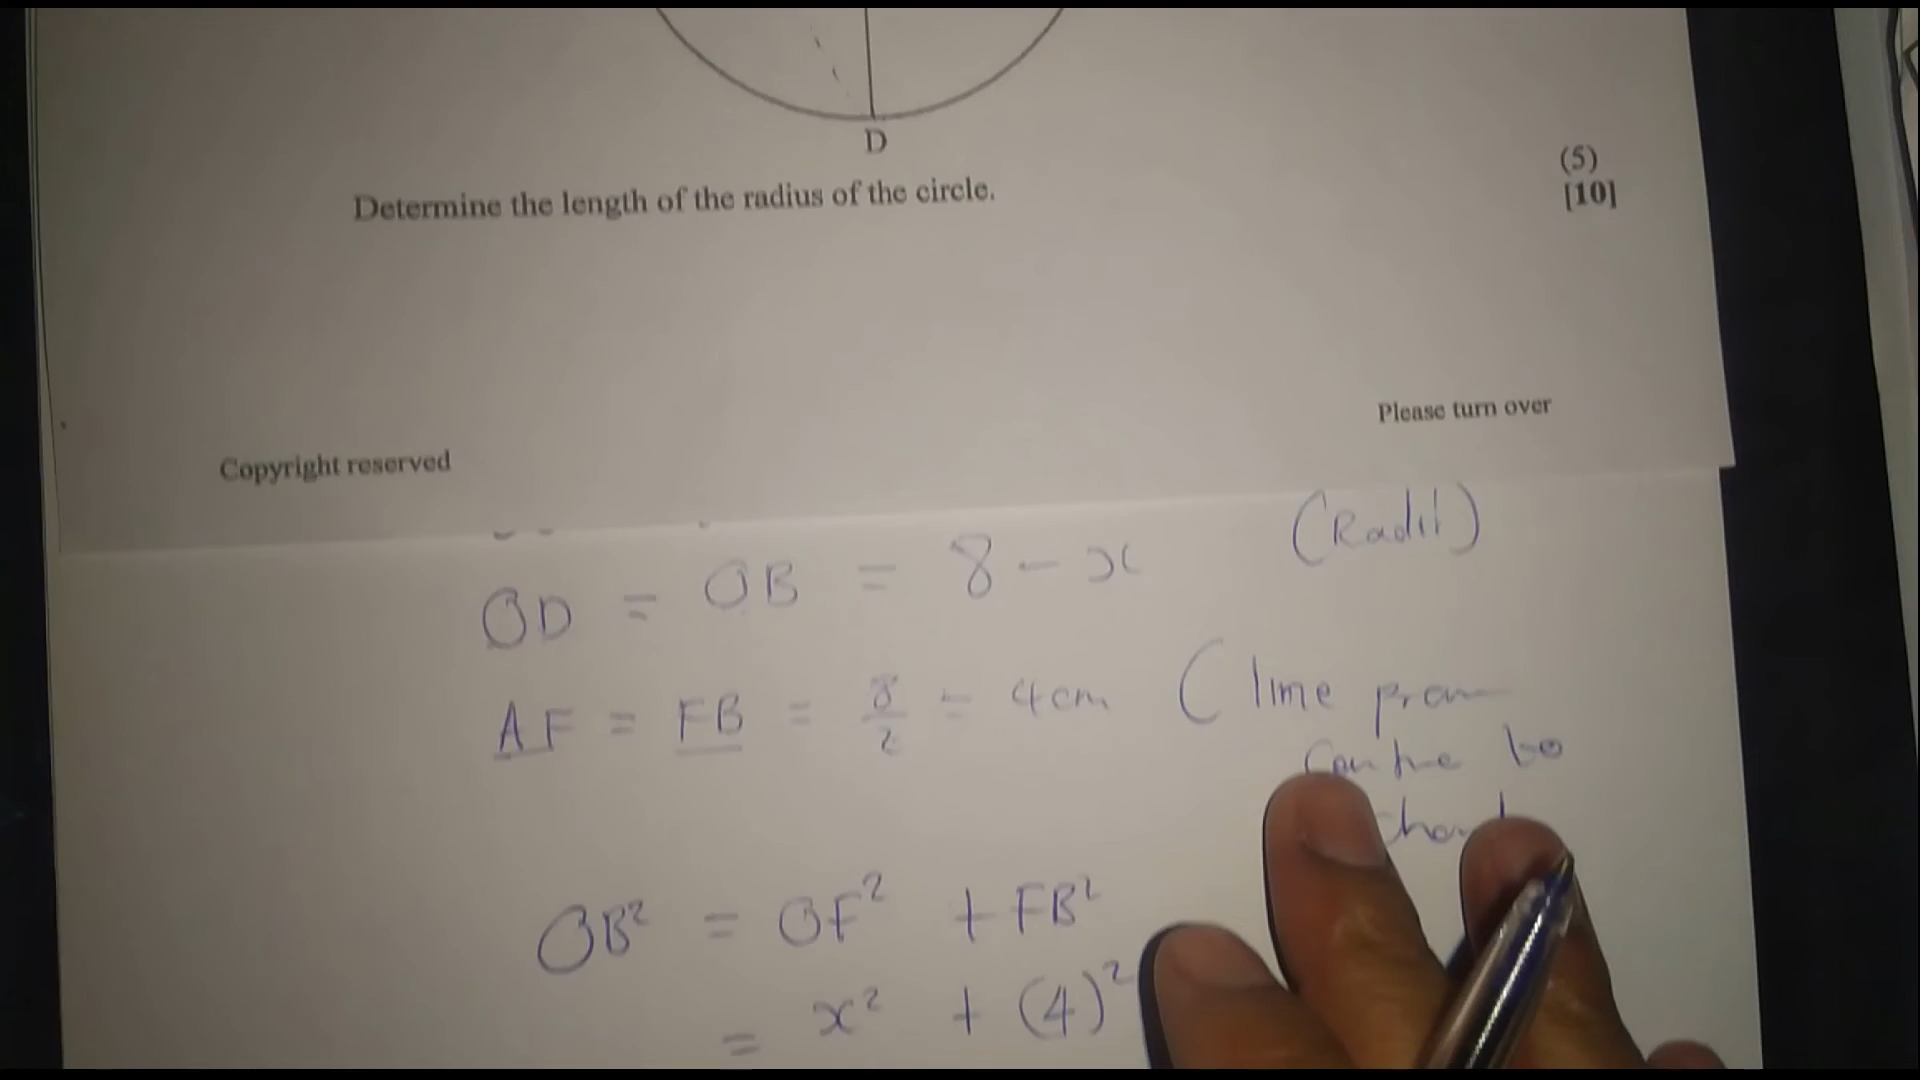 D
(5)
Determine the length of the radius of the circle.
[10]
Please turn over
Copyright reserved
OD = OB = 8 - x (Radii)
AF = FB = 8/2 = 4cm (line from
centre to
OB² = OF² + FB²
= x² + (4)²